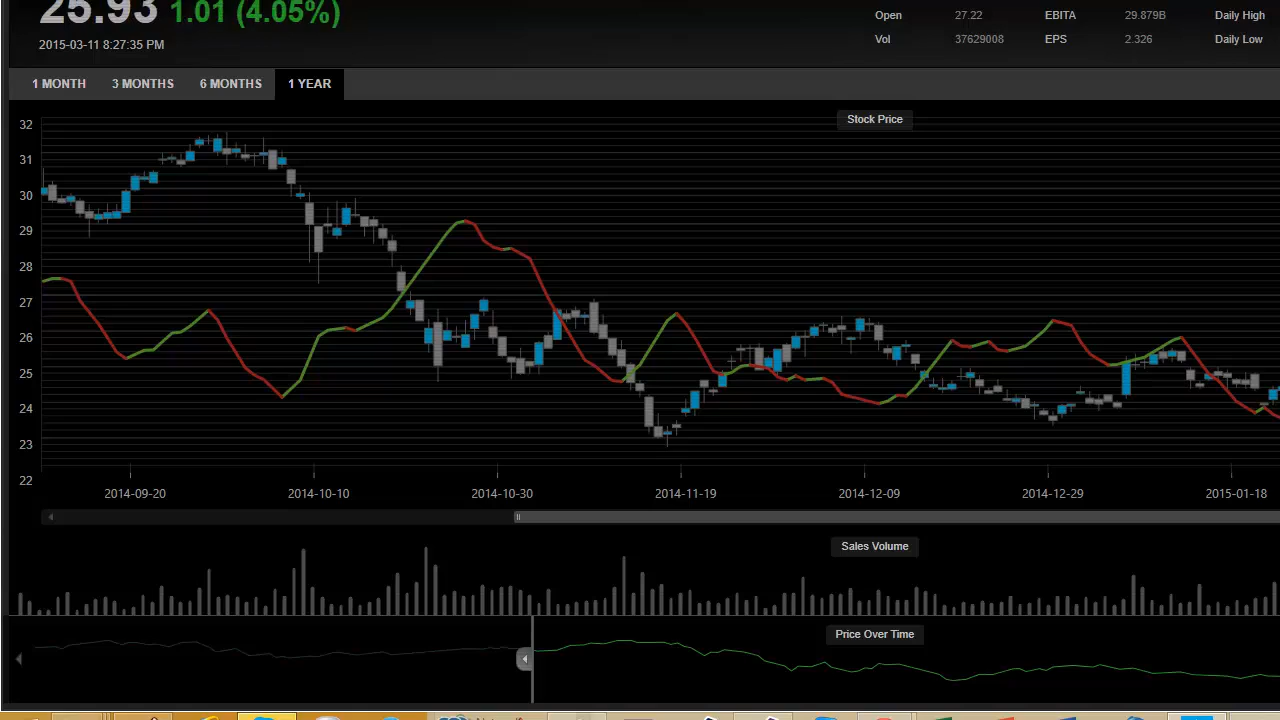 25.93 1.01 (4.05%)
Open 27.22 EBITA 29.879B Daily High
2015-03-11 8:27:35 PM
Vol 37629008 EPS 2.326 Daily Low
1 MONTH 3 MONTHS 6 MONTHS 1 YEAR
Stock Price
32
31
30
29
28
27
26
25
24
23
22
2014-09-20 2014-10-10 2014-10-30 2014-11-19 2014-12-09 2014-12-29 2015-01-18
Sales Volume
Price Over Time